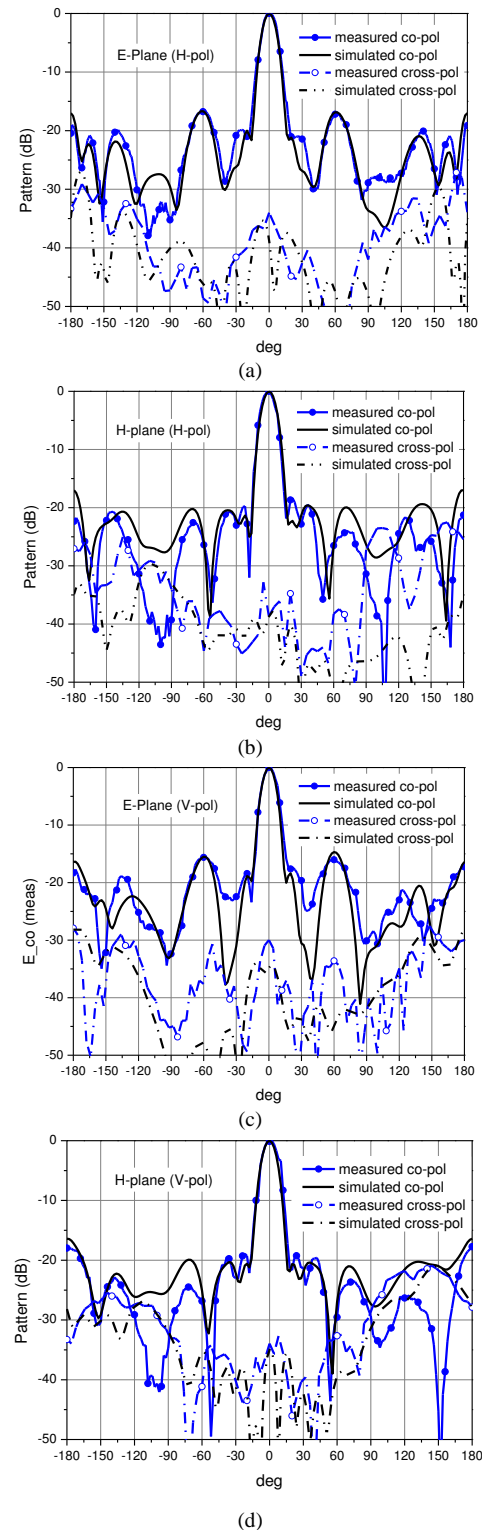 0
E-Plane (H-pol)
measured co-pol
simulated co-pol
measured cross-pol
simulated cross-pol
-10
-20
-30
-40
-50
Pattern (dB)
-180 -150 -120 -90 -60 -30 0 30 60 90 120 150 180
deg
(a)
0
H-plane (H-pol)
measured co-pol
simulated co-pol
measured cross-pol
simulated cross-pol
-10
-20
-30
-40
-50
Pattern (dB)
-180 -150 -120 -90 -60 -30 0 30 60 90 120 150 180
deg
(b)
0
E-Plane (V-pol)
measured co-pol
simulated co-pol
measured cross-pol
simulated cross-pol
-10
-20
-30
-40
-50
E_co (meas)
-180 -150 -120 -90 -60 -30 0 30 60 90 120 150 180
deg
(c)
0
H-plane (V-pol)
measured co-pol
simulated co-pol
measured cross-pol
simulated cross-pol
-10
-20
-30
-40
-50
Pattern (dB)
-180 -150 -120 -90 -60 -30 0 30 60 90 120 150 180
deg
(d)